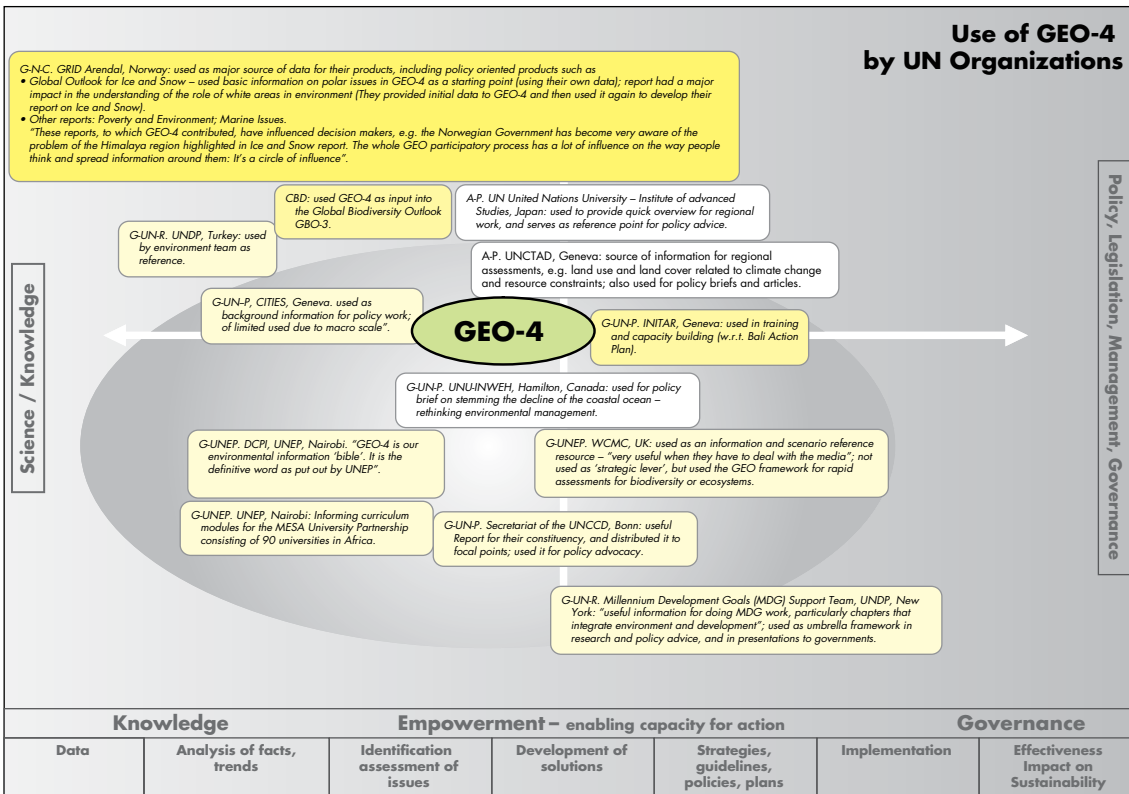 Use of GEO-4
by UN Organizations
G-N-C. GRID Arendal, Norway: used as major source of data for their products, including policy oriented products such as
• Global Outlook for Ice and Snow – used basic information on polar issues in GEO-4 as a starting point (using their own data); report had a major
impact in the understanding of the role of white areas in environment (They provided initial data to GEO-4 and then used it again to develop their
report on Ice and Snow).
• Other reports: Poverty and Environment; Marine Issues.
“These reports, to which GEO-4 contributed, have influenced decision makers, e.g. the Norwegian Government has become very aware of the
problem of the Himalaya region highlighted in Ice and Snow report. The whole GEO participatory process has a lot of influence on the way people
think and spread information around them: It’s a circle of influence”.
CBD: used GEO-4 as input into
the Global Biodiversity Outlook
GBO-3.
A-P. UN United Nations University – Institute of advanced
Studies, Japan: used to provide quick overview for regional
work, and serves as reference point for policy advice.
G-UN-R. UNDP, Turkey: used
by environment team as
reference.
A-P. UNCTAD, Geneva: source of information for regional
assessments, e.g. land use and land cover related to climate change
and resource constraints; also used for policy briefs and articles.
G-UN–P, CITIES, Geneva. used as
background information for policy work;
of limited used due to macro scale”.
GEO-4
G-UN-P. INITAR, Geneva: used in training
and capacity building (w.r.t. Bali Action
Plan).
Science / Knowledge
Policy, Legislation, Management, Governance
G-UN-P. UNU-INWEH, Hamilton, Canada: used for policy
brief on stemming the decline of the coastal ocean –
rethinking environmental management.
G-UNEP. DCPI, UNEP, Nairobi. “GEO-4 is our
environmental information ‘bible’. It is the
definitive word as put out by UNEP”.
G-UNEP. WCMC, UK: used as an information and scenario reference
resource – “very useful when they have to deal with the media”; not
used as ‘strategic lever’, but used the GEO framework for rapid
assessments for biodiversity or ecosystems.
G-UNEP. UNEP, Nairobi: Informing curriculum
modules for the MESA University Partnership
consisting of 90 universities in Africa.
G-UN-P. Secretariat of the UNCCD, Bonn: useful
Report for their constituency, and distributed it to
focal points; used it for policy advocacy.
G-UN-R. Millennium Development Goals (MDG) Support Team, UNDP, New
York: “useful information for doing MDG work, particularly chapters that
integrate environment and development”; used as umbrella framework in
research and policy advice, and in presentations to governments.
Knowledge
Empowerment – enabling capacity for action
Governance
Data
Analysis of facts,
trends
Identification
assessment of
issues
Development of
solutions
Strategies,
guidelines,
policies, plans
Implementation
Effectiveness
Impact on
Sustainability